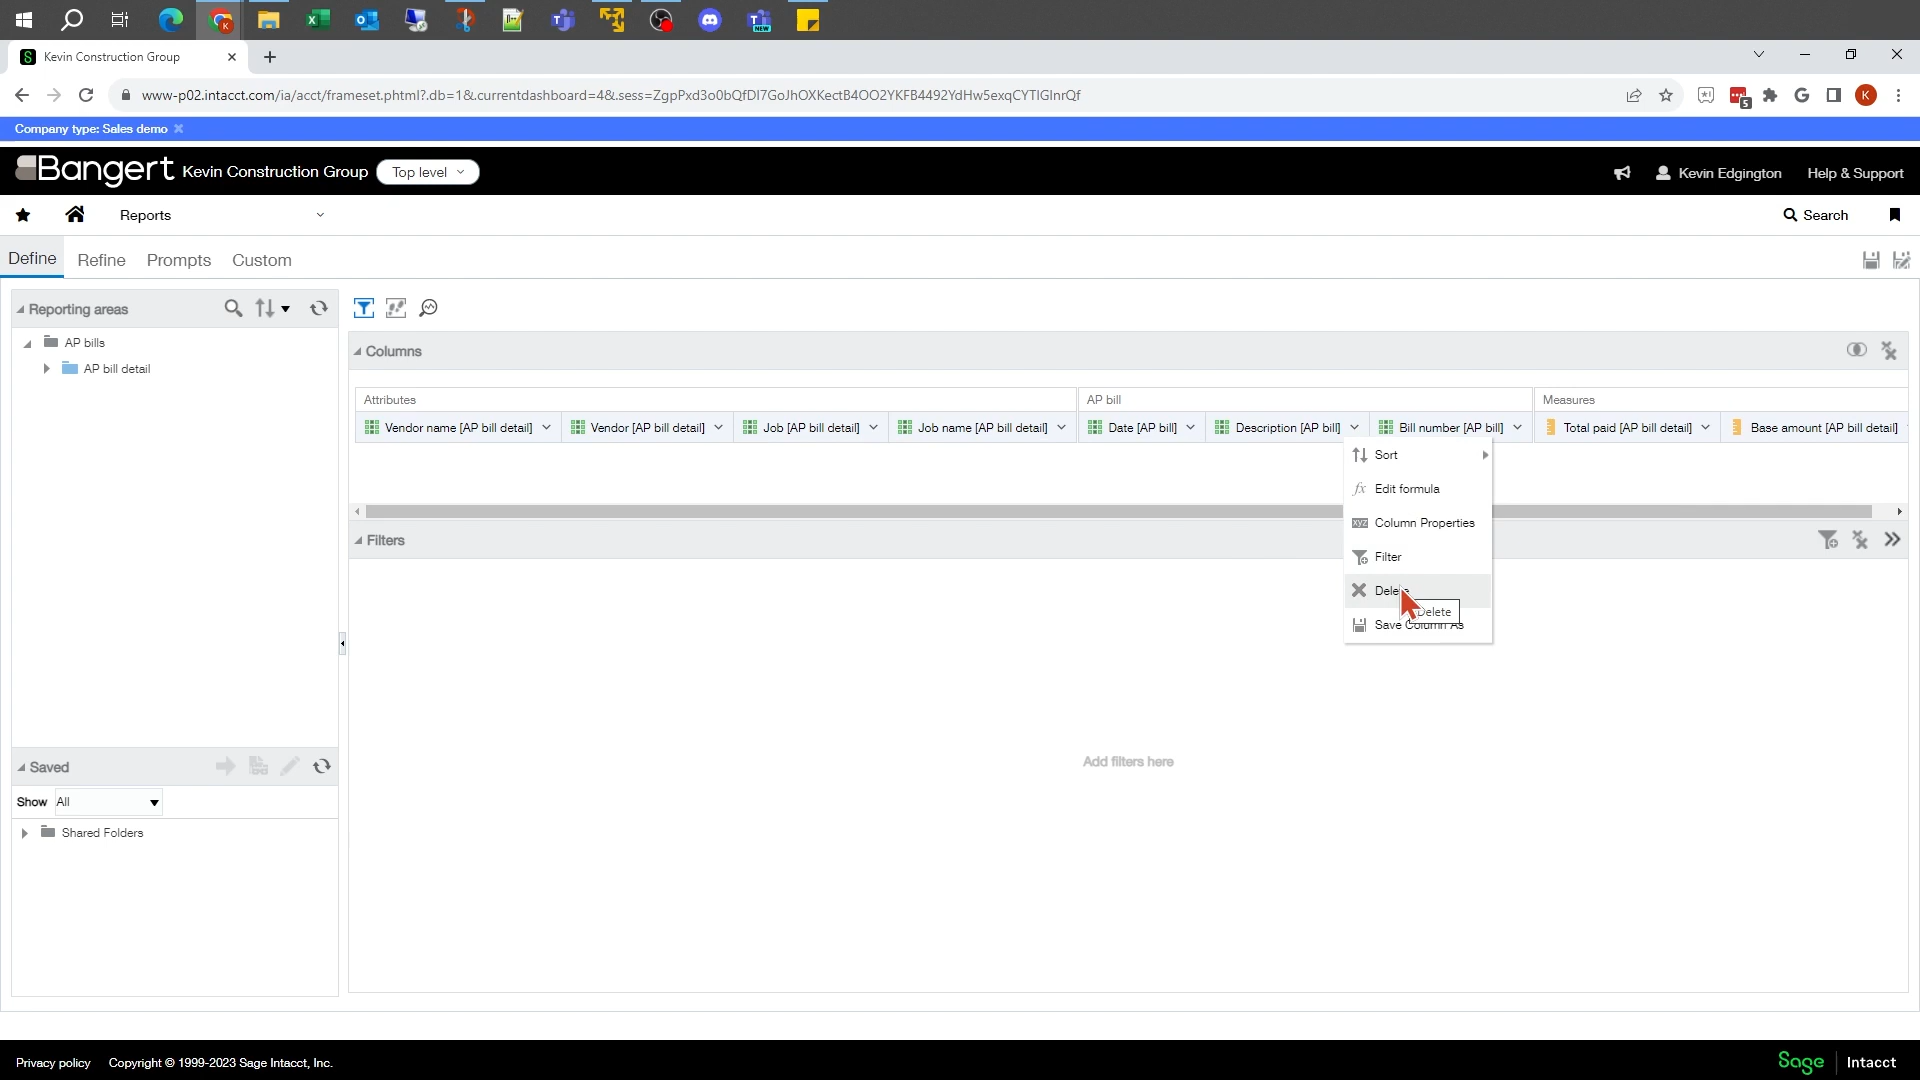 Kevin Construction Group
www-p02.intacct.com/ia/acct/frameset.phtml?.db=1&.currentdashboard=4&.sess=ZgpPxd3o0bQfDI7GoJhOXKectB4OO2YKFB4492YdHw5exqCYTIGInrQf
5
K
Company type: Sales demo
Bangert Kevin Construction Group Top level
Kevin Edgington Help & Support
Reports
Search
Define Refine Prompts Custom
Reporting areas
AP bills
AP bill detail
Columns
Attributes AP bill Measures
Vendor name [AP bill detail] Vendor [AP bill detail] Job [AP bill detail] Job name [AP bill detail] Date [AP bill] Description [AP bill] Bill number [AP bill] Total paid [AP bill detail] Base amount [AP bill detail]
Sort
Edit formula
Column Properties
Filter
Delete
Delete
Save Column As
Filters
Add filters here
Saved
Show All
Shared Folders
Privacy policy Copyright © 1999-2023 Sage Intacct, Inc.
Sage Intacct